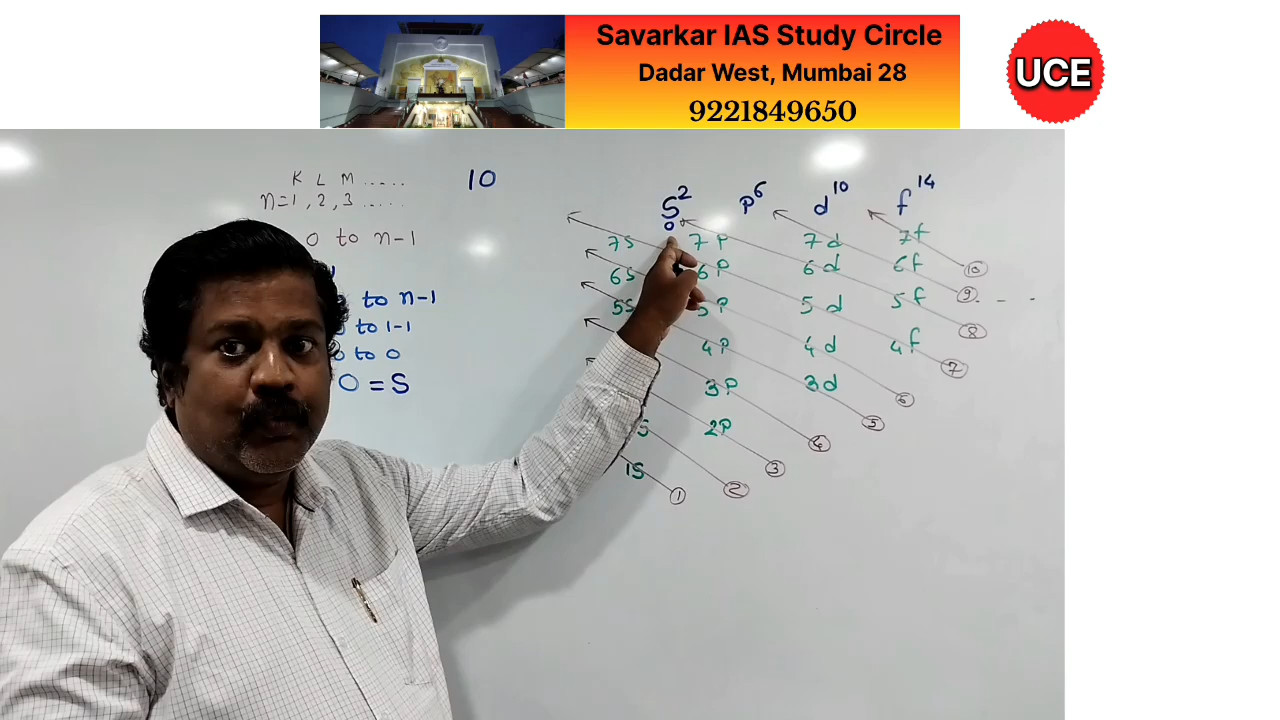 Savarkar IAS Study Circle
Dadar West, Mumbai 28
9221849650
UCE
K L M .....
n=1, 2, 3 .....
0 to n-1
to n-1
to 1-1
to 0
0 = S
10
S² p⁶ d¹⁰ f¹⁴
0
7S 7P 7d 7f
6S 6P 6d 6f
5S 5P 5d 5f
4P 4d 4f
3P 3d
S 2P
1S
1 2 3 4 5 6 7 8 9 10